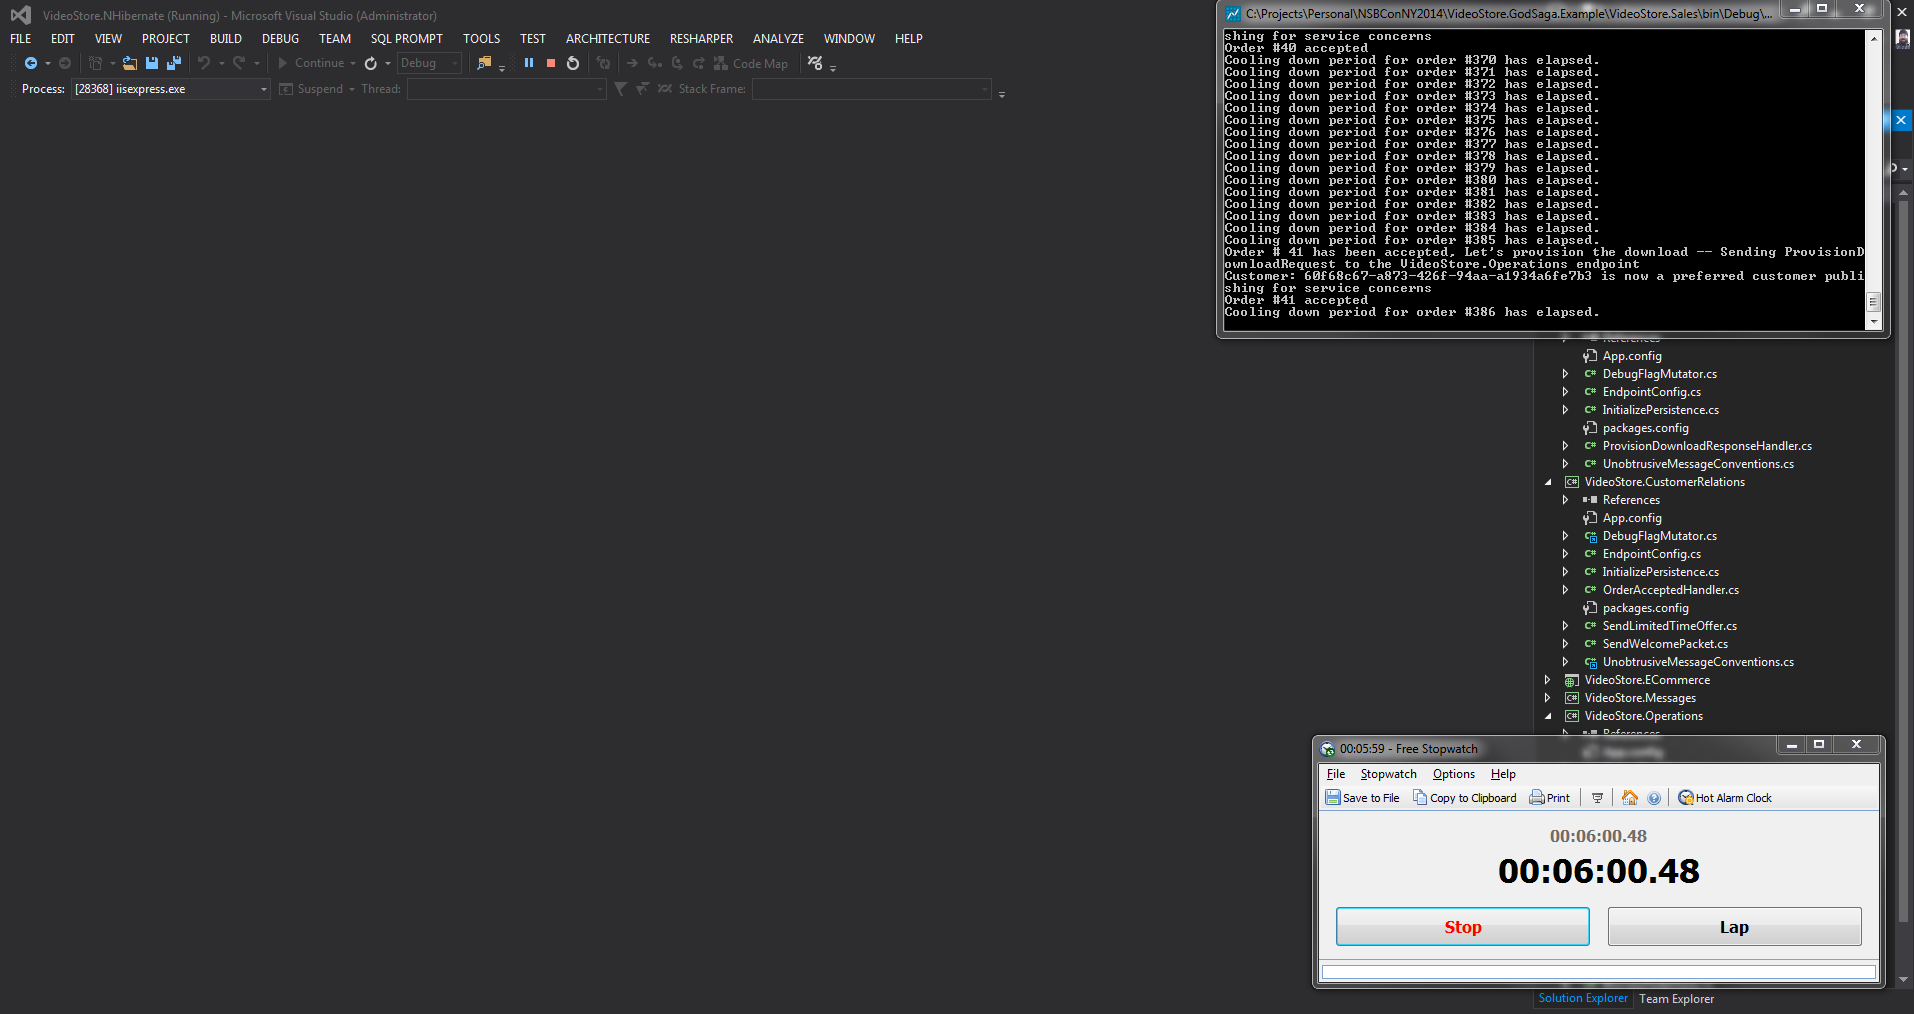 VideoStore.NHibernate (Running) - Microsoft Visual Studio (Administrator)
FILE EDIT VIEW PROJECT BUILD DEBUG TEAM SQL PROMPT TOOLS TEST ARCHITECTURE RESHARPER ANALYZE WINDOW HELP
Continue Debug Code Map
Process: [28368] iisexpress.exe Suspend Thread: Stack Frame:
C:\Projects\Personal\NSBConNY2014\VideoStore.GodSaga.Example\VideoStore.Sales\bin\Debug\...
shing for service concerns
Order #40 accepted
Cooling down period for order #370 has elapsed.
Cooling down period for order #371 has elapsed.
Cooling down period for order #372 has elapsed.
Cooling down period for order #373 has elapsed.
Cooling down period for order #374 has elapsed.
Cooling down period for order #375 has elapsed.
Cooling down period for order #376 has elapsed.
Cooling down period for order #377 has elapsed.
Cooling down period for order #378 has elapsed.
Cooling down period for order #379 has elapsed.
Cooling down period for order #380 has elapsed.
Cooling down period for order #381 has elapsed.
Cooling down period for order #382 has elapsed.
Cooling down period for order #383 has elapsed.
Cooling down period for order #384 has elapsed.
Cooling down period for order #385 has elapsed.
Order # 41 has been accepted, Let's provision the download -- Sending ProvisionD
ownloadRequest to the VideoStore.Operations endpoint
Customer: 60f68c67-a873-426f-94aa-a1934a6fe7b3 is now a preferred customer publi
shing for service concerns
Order #41 accepted
Cooling down period for order #386 has elapsed.
References
App.config
DebugFlagMutator.cs
EndpointConfig.cs
InitializePersistence.cs
packages.config
ProvisionDownloadResponseHandler.cs
UnobtrusiveMessageConventions.cs
VideoStore.CustomerRelations
References
App.config
DebugFlagMutator.cs
EndpointConfig.cs
InitializePersistence.cs
OrderAcceptedHandler.cs
packages.config
SendLimitedTimeOffer.cs
SendWelcomePacket.cs
UnobtrusiveMessageConventions.cs
VideoStore.ECommerce
VideoStore.Messages
VideoStore.Operations
References
App.config
00:05:59 - Free Stopwatch
File Stopwatch Options Help
Save to File Copy to Clipboard Print Hot Alarm Clock
00:06:00.48
00:06:00.48
Stop Lap
Solution Explorer Team Explorer